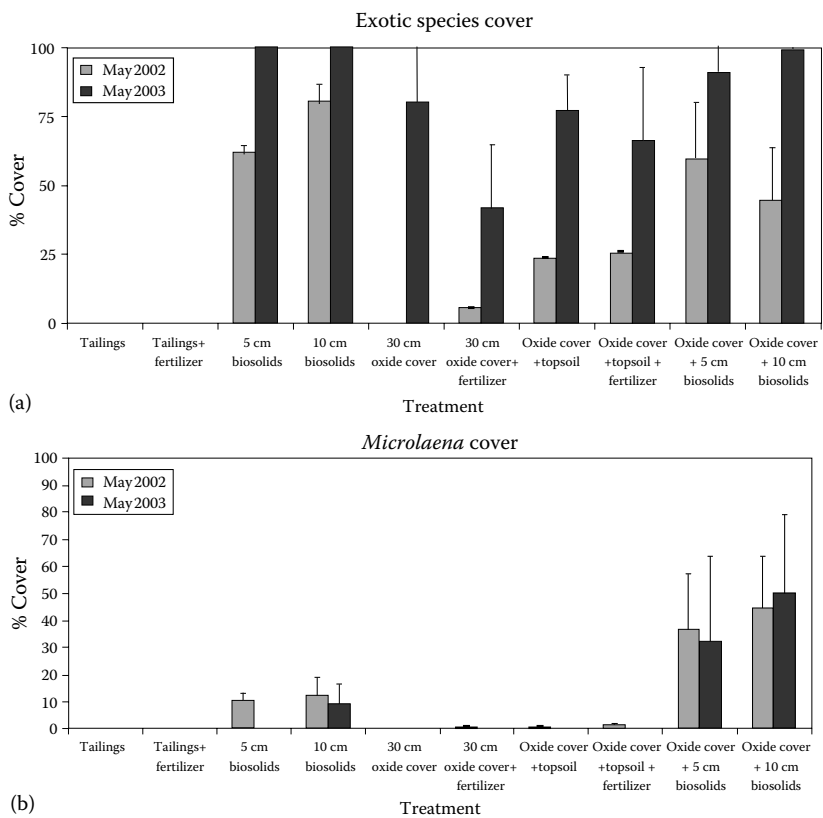 Exotic species cover
100
75
50
25
0
% Cover
May 2002
May 2003
Tailings
Tailings+
fertilizer
5 cm
biosolids
10 cm
biosolids
30 cm
oxide cover
30 cm
oxide cover+
fertilizer
Oxide cover
+topsoil
Oxide cover
+topsoil +
fertilizer
Oxide cover
+ 5 cm
biosolids
Oxide cover
+ 10 cm
biosolids
(a)
Treatment
Microlaena cover
100
90
80
70
60
50
40
30
20
10
0
% Cover
May 2002
May 2003
Tailings
Tailings+
fertilizer
5 cm
biosolids
10 cm
biosolids
30 cm
oxide cover
30 cm
oxide cover+
fertilizer
Oxide cover
+topsoil
Oxide cover
+topsoil +
fertilizer
Oxide cover
+ 5 cm
biosolids
Oxide cover
+ 10 cm
biosolids
(b)
Treatment